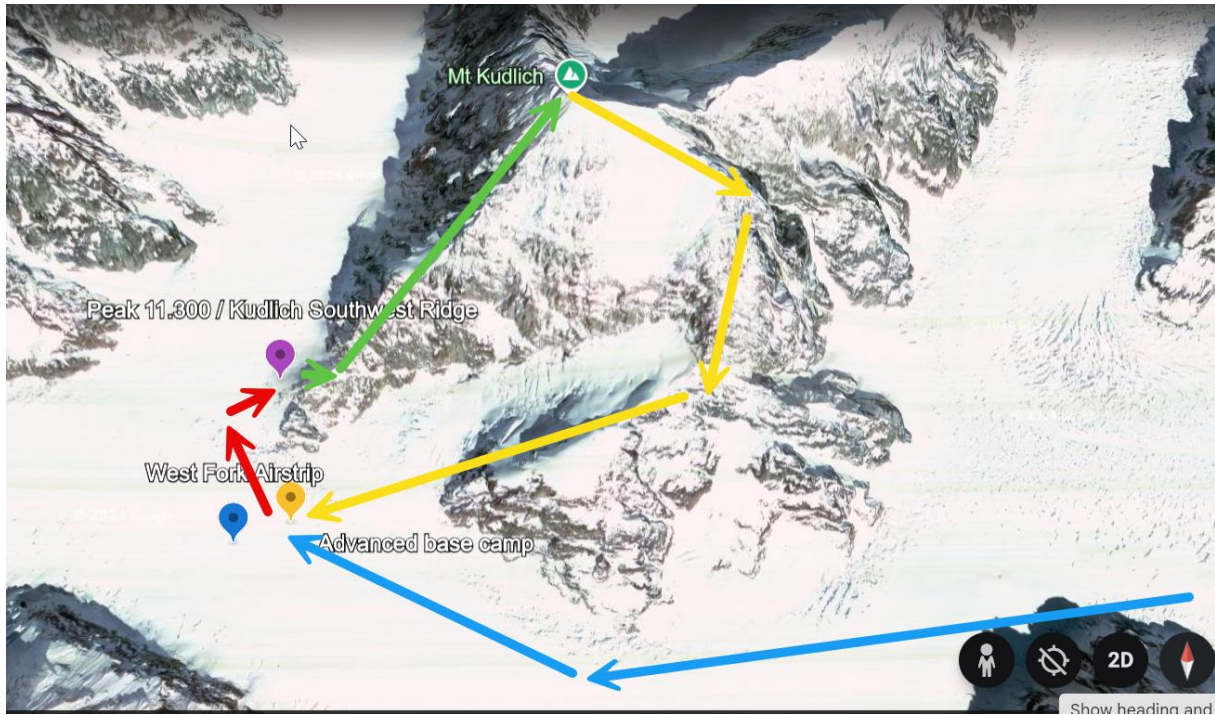 Mt Kudlich
Peak 11.300 / Kudlich Southwest Ridge
West Fork Airstrip
Advanced base camp
2D
Show heading and